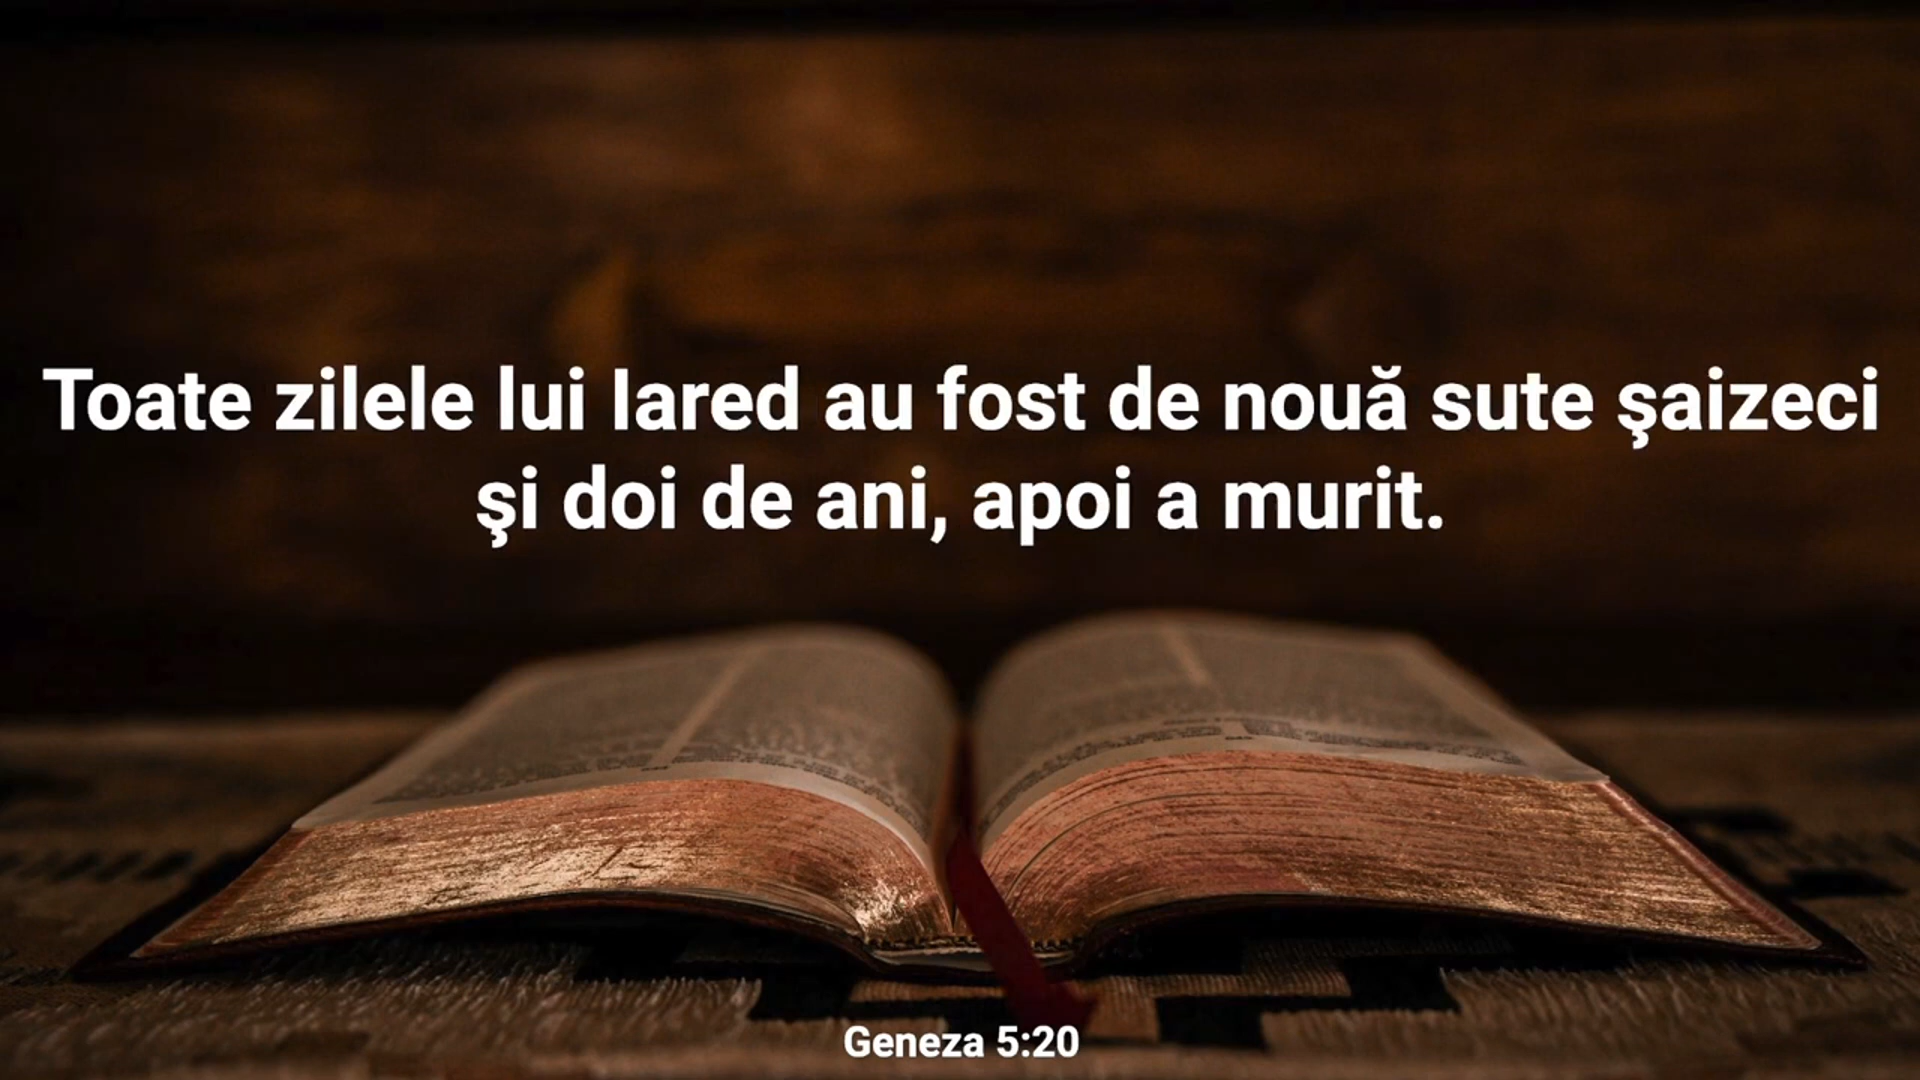 Toate zilele lui Iared au fost de nouă sute şaizeci
şi doi de ani, apoi a murit.
Geneza 5:20